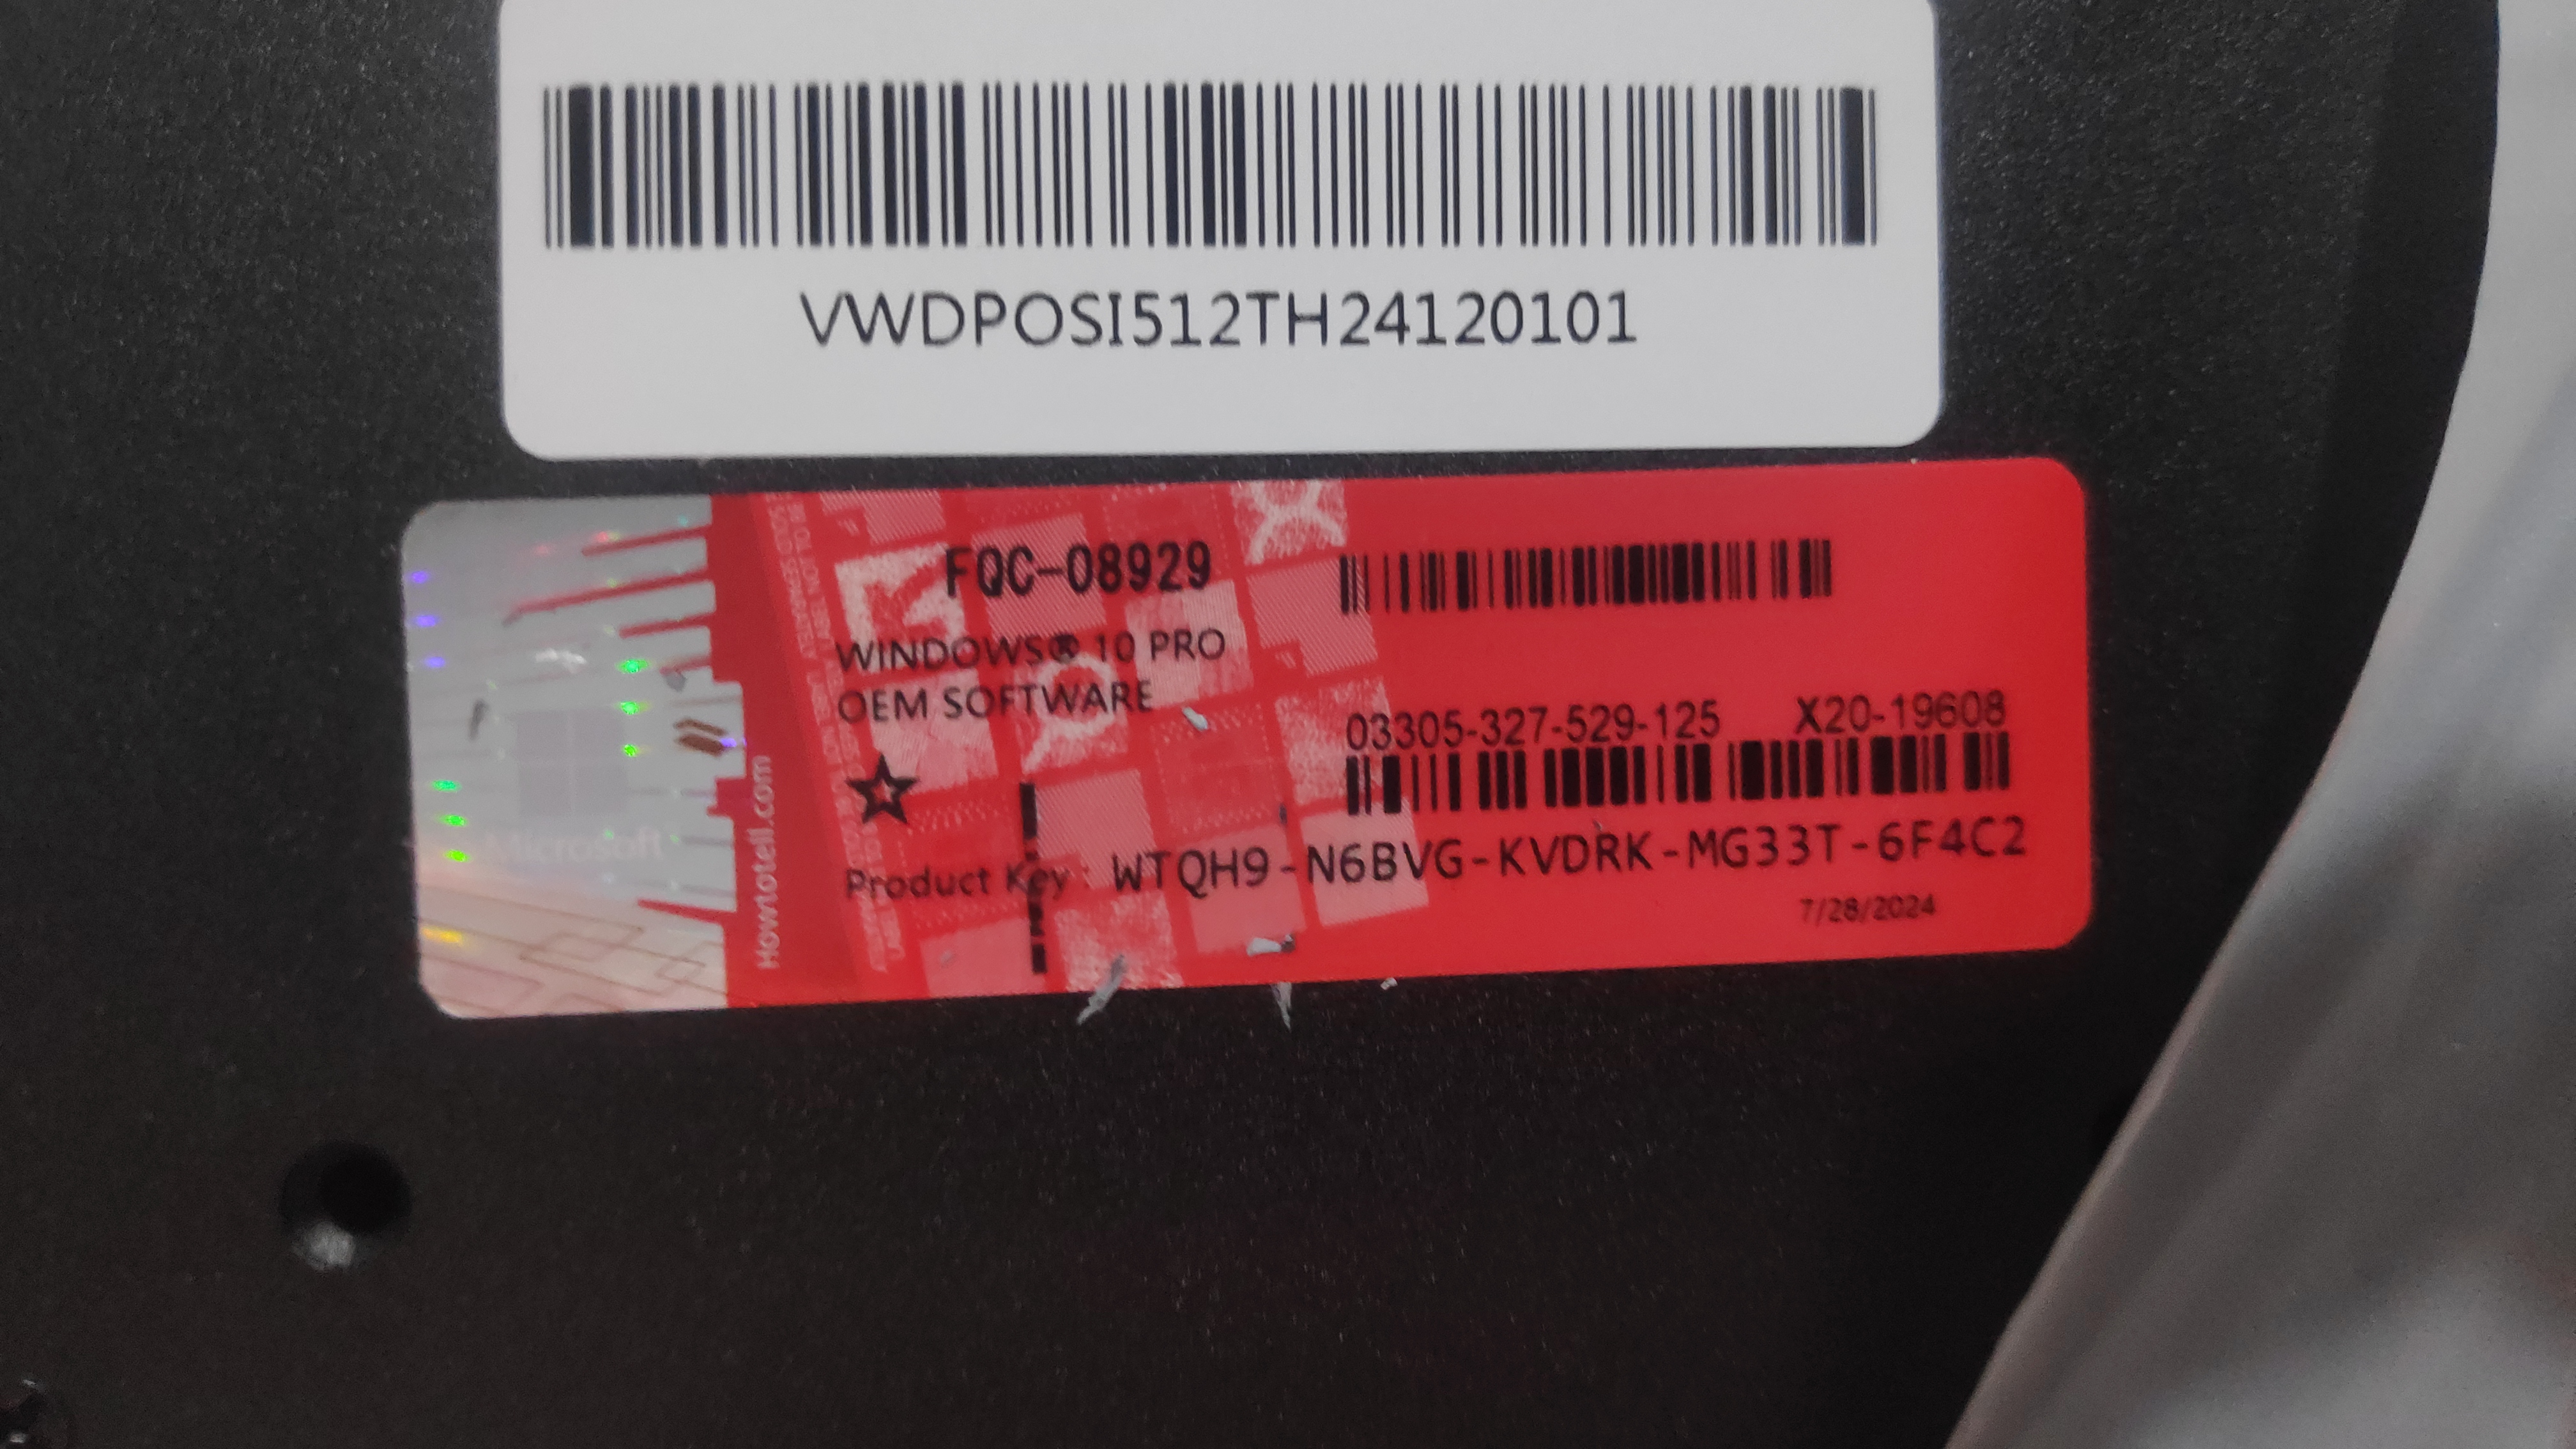 VWDPOSI512TH24120101
FQC-08929
WINDOWS® 10 PRO
OEM SOFTWARE
03305-327-529-125 X20-19608
Product Key: WTQH9-N6BVG-KVDRK-MG33T-6F4C2
7/28/2024
Howtotell.com
Microsoft